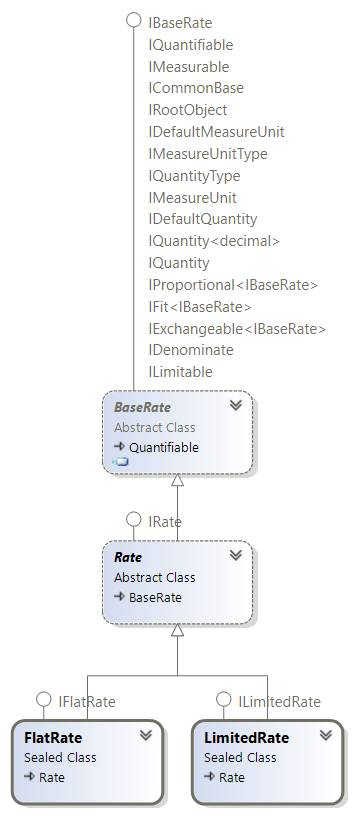 IBaseRate
IQuantifiable
IMeasurable
ICommonBase
IRootObject
IDefaultMeasureUnit
IMeasureUnitType
IQuantityType
IMeasureUnit
IDefaultQuantity
IQuantity<decimal>
IQuantity
IProportional<IBaseRate>
IFit<IBaseRate>
IExchangeable<IBaseRate>
IDenominate
ILimitable
BaseRate
Abstract Class
Quantifiable
IRate
Rate
Abstract Class
BaseRate
IFlatRate
FlatRate
Sealed Class
Rate
ILimitedRate
LimitedRate
Sealed Class
Rate